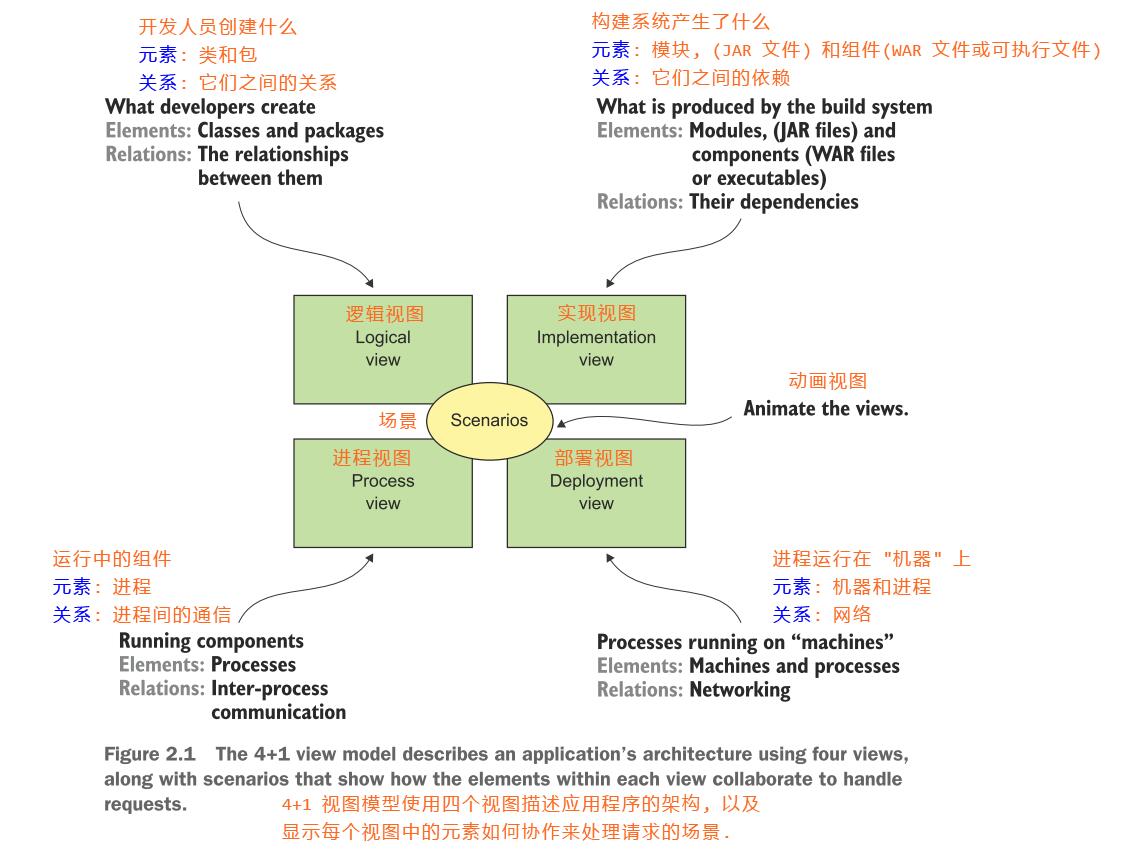 开发人员创建什么
元素: 类和包
关系: 它们之间的关系
What developers create
Elements: Classes and packages
Relations: The relationships
between them
构建系统产生了什么
元素: 模块, (JAR 文件) 和组件(WAR 文件或可执行文件)
关系: 它们之间的依赖
What is produced by the build system
Elements: Modules, (JAR files) and
components (WAR files
or executables)
Relations: Their dependencies
逻辑视图
Logical
view
实现视图
Implementation
view
动画视图
Animate the views.
场景
Scenarios
进程视图
Process
view
部署视图
Deployment
view
运行中的组件
元素: 进程
关系: 进程间的通信
Running components
Elements: Processes
Relations: Inter-process
communication
进程运行在 "机器" 上
元素: 机器和进程
关系: 网络
Processes running on “machines”
Elements: Machines and processes
Relations: Networking
Figure 2.1 The 4+1 view model describes an application’s architecture using four views,
along with scenarios that show how the elements within each view collaborate to handle
requests.
4+1 视图模型使用四个视图描述应用程序的架构, 以及
显示每个视图中的元素如何协作来处理请求的场景.